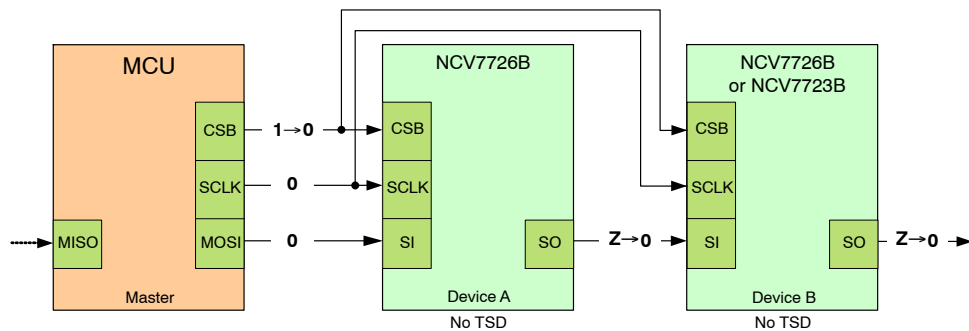 MCU
NCV7726B
NCV7726B
or NCV7723B
CSB
1→0
CSB
CSB
SCLK
0
SCLK
SCLK
MISO
MOSI
0
SI
SO
Z→0
SI
SO
Z→0
Master
Device A
Device B
No TSD
No TSD